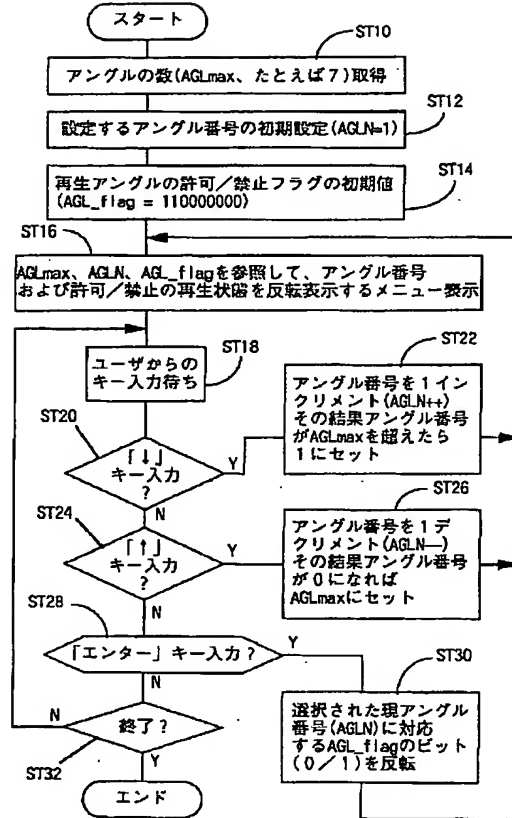 スタート
ST10
アングルの数(AGLmax、たとえば7)取得
ST12
設定するアングル番号の初期設定(AGLN=1)
ST14
再生アングルの許可/禁止フラグの初期値
(AGL_flag = 110000000)
ST16
AGLmax、AGLN、AGL_flagを参照して、アングル番号
および許可/禁止の再生状態を反転表示するメニュー表示
ST18
ユーザからの
キー入力待ち
ST20
「↓」
キー入力
?
Y
N
ST22
アングル番号を1イン
クリメント(AGLN++)
その結果アングル番号
がAGLmaxを超えたら
1にセット
ST24
「↑」
キー入力
?
Y
N
ST26
アングル番号を1デ
クリメント(AGLN—)
その結果アングル番号
が0になれば
AGLmaxにセット
ST28
「エンター」キー入力?
Y
N
ST30
選択された現アングル
番号(AGLN)に対応
するAGL_flagのビット
(0/1)を反転
N
終了?
ST32
Y
エンド